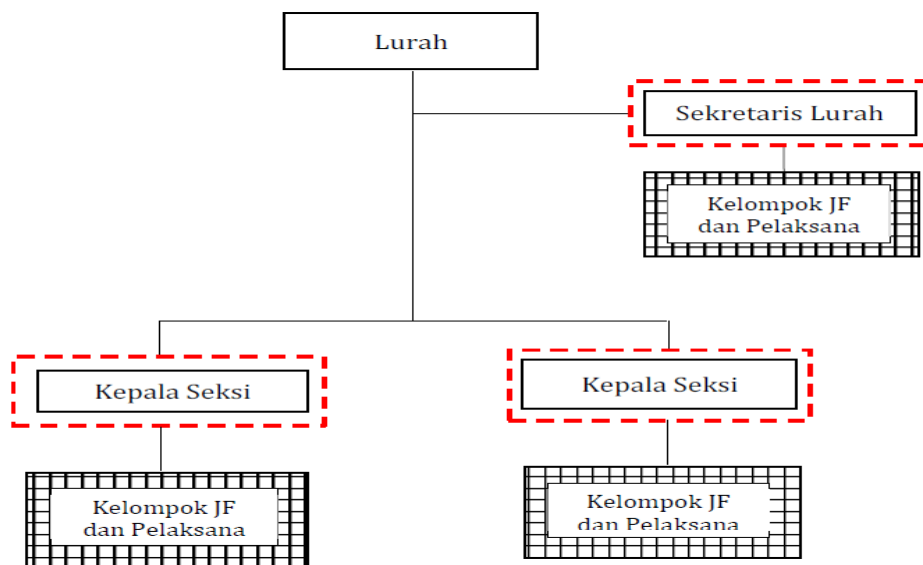 Lurah
Sekretaris Lurah
Kelompok JF
dan Pelaksana
Kepala Seksi
Kepala Seksi
Kelompok JF
dan Pelaksana
Kelompok JF
dan Pelaksana